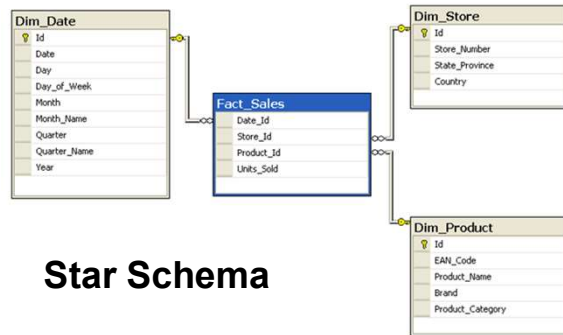 Dim_Date
Id
Date
Day
Day_of_Week
Month
Month_Name
Quarter
Quarter_Name
Year
Fact_Sales
Date_Id
Store_Id
Product_Id
Units_Sold
Dim_Store
Id
Store_Number
State_Province
Country
Dim_Product
Id
EAN_Code
Product_Name
Brand
Product_Category
Star Schema